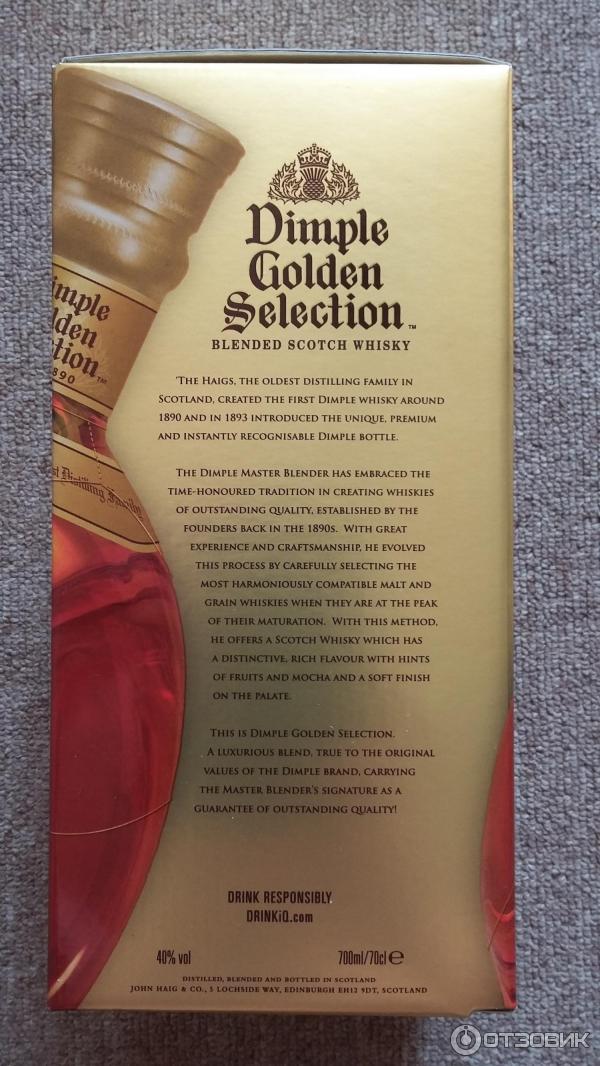 Dimple
Golden
Selection™
BLENDED SCOTCH WHISKY
'The Haigs, the oldest distilling family in
Scotland, created the first Dimple whisky around
1890 and in 1893 introduced the unique, premium
and instantly recognisable Dimple bottle.
The Dimple Master Blender has embraced the
time-honoured tradition in creating whiskies
of outstanding quality, established by the
founders back in the 1890s. With great
experience and craftsmanship, he evolved
this process by carefully selecting the
most harmoniously compatible malt and
grain whiskies when they are at the peak
of their maturation. With this method,
he offers a Scotch Whisky which has
a distinctive, rich flavour with hints
of fruits and mocha and a soft finish
on the palate.
This is Dimple Golden Selection.
A luxurious blend, true to the original
values of the Dimple brand, carrying
the Master Blender's signature as a
guarantee of outstanding quality!
DRINK RESPONSIBLY
DRINKiQ.com
40% vol 700ml/70cl e
DISTILLED, BLENDED AND BOTTLED IN SCOTLAND
JOHN HAIG & CO., 5 LOCHSIDE WAY, EDINBURGH EH12 9DT, SCOTLAND
imple
lden
ction™
890
st Distilling Family
ОТЗОВИК